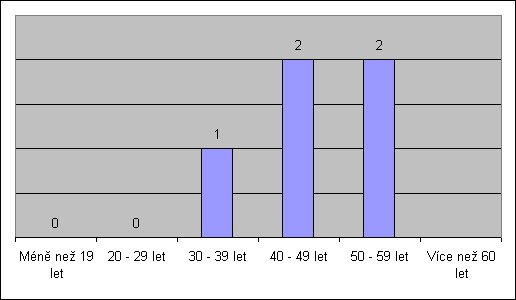 2
2
1
0
0
Méně než 19
let
20 - 29 let
30 - 39 let
40 - 49 let
50 - 59 let
Více než 60
let